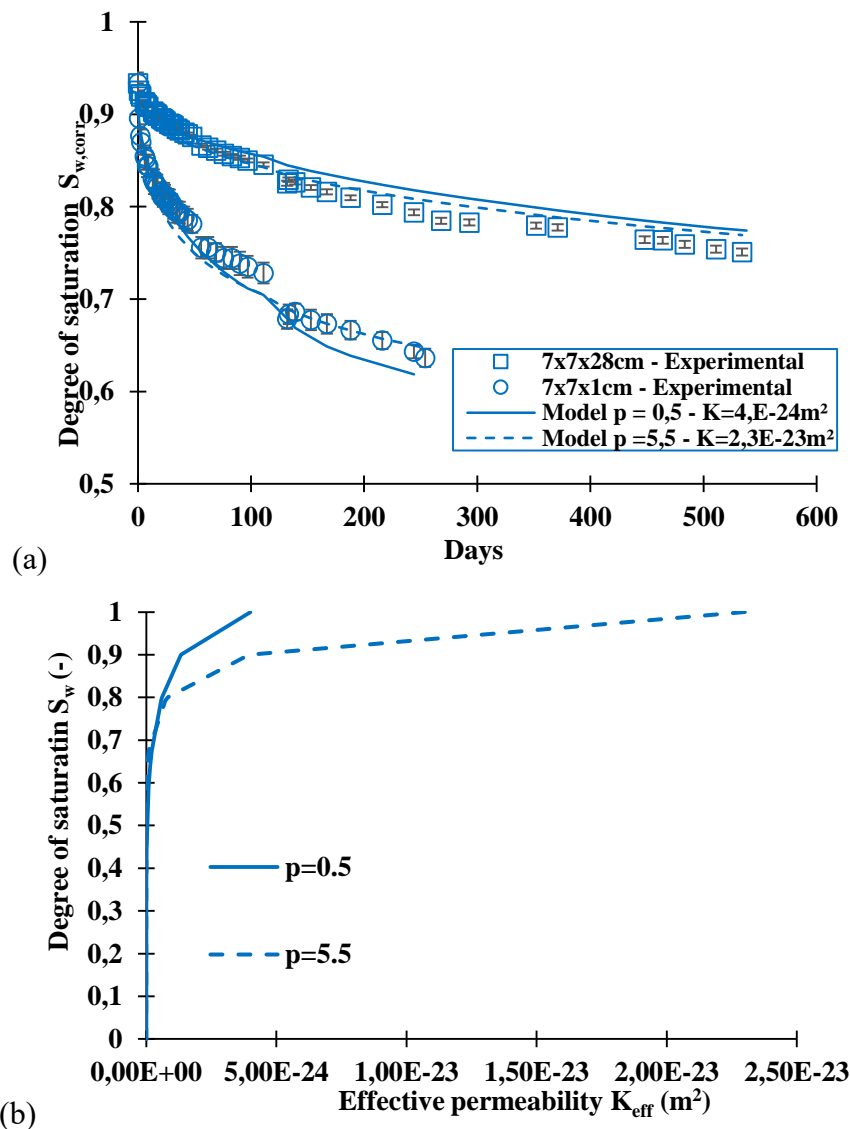 1
0,9
0,8
0,7
0,6
0,5
Degree of saturation S_w,corr
0 100 200 300 400 500 600
Days
7x7x28cm - Experimental
7x7x1cm - Experimental
Model p = 0,5 - K=4,E-24m²
Model p =5,5 - K=2,3E-23m²
(a)
1
0,9
0,8
0,7
0,6
0,5
0,4
0,3
0,2
0,1
0
Degree of saturatin S_w (-)
p=0.5
p=5.5
0,00E+00 5,00E-24 1,00E-23 1,50E-23 2,00E-23 2,50E-23
Effective permeability K_eff (m²)
(b)